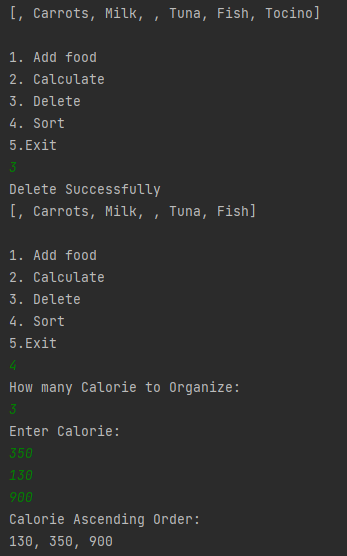 [, Carrots, Milk, , Tuna, Fish, Tocino]
1. Add food
2. Calculate
3. Delete
4. Sort
5.Exit
3
Delete Successfully
[, Carrots, Milk, , Tuna, Fish]
1. Add food
2. Calculate
3. Delete
4. Sort
5.Exit
4
How many Calorie to Organize:
3
Enter Calorie:
350
130
900
Calorie Ascending Order:
130, 350, 900